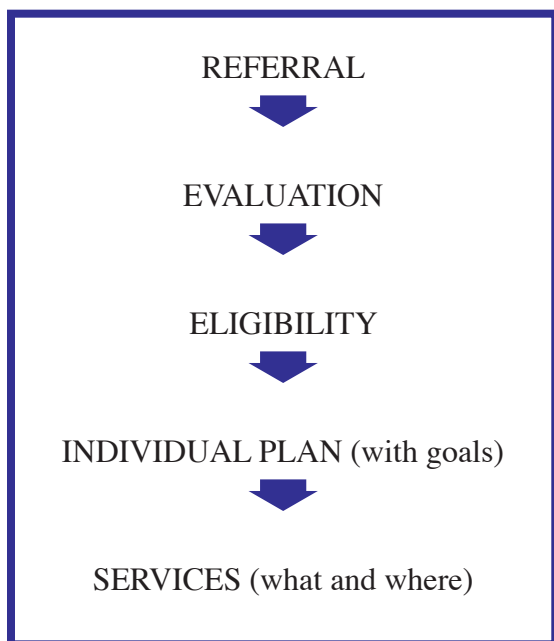 REFERRAL
EVALUATION
ELIGIBILITY
INDIVIDUAL PLAN (with goals)
SERVICES (what and where)